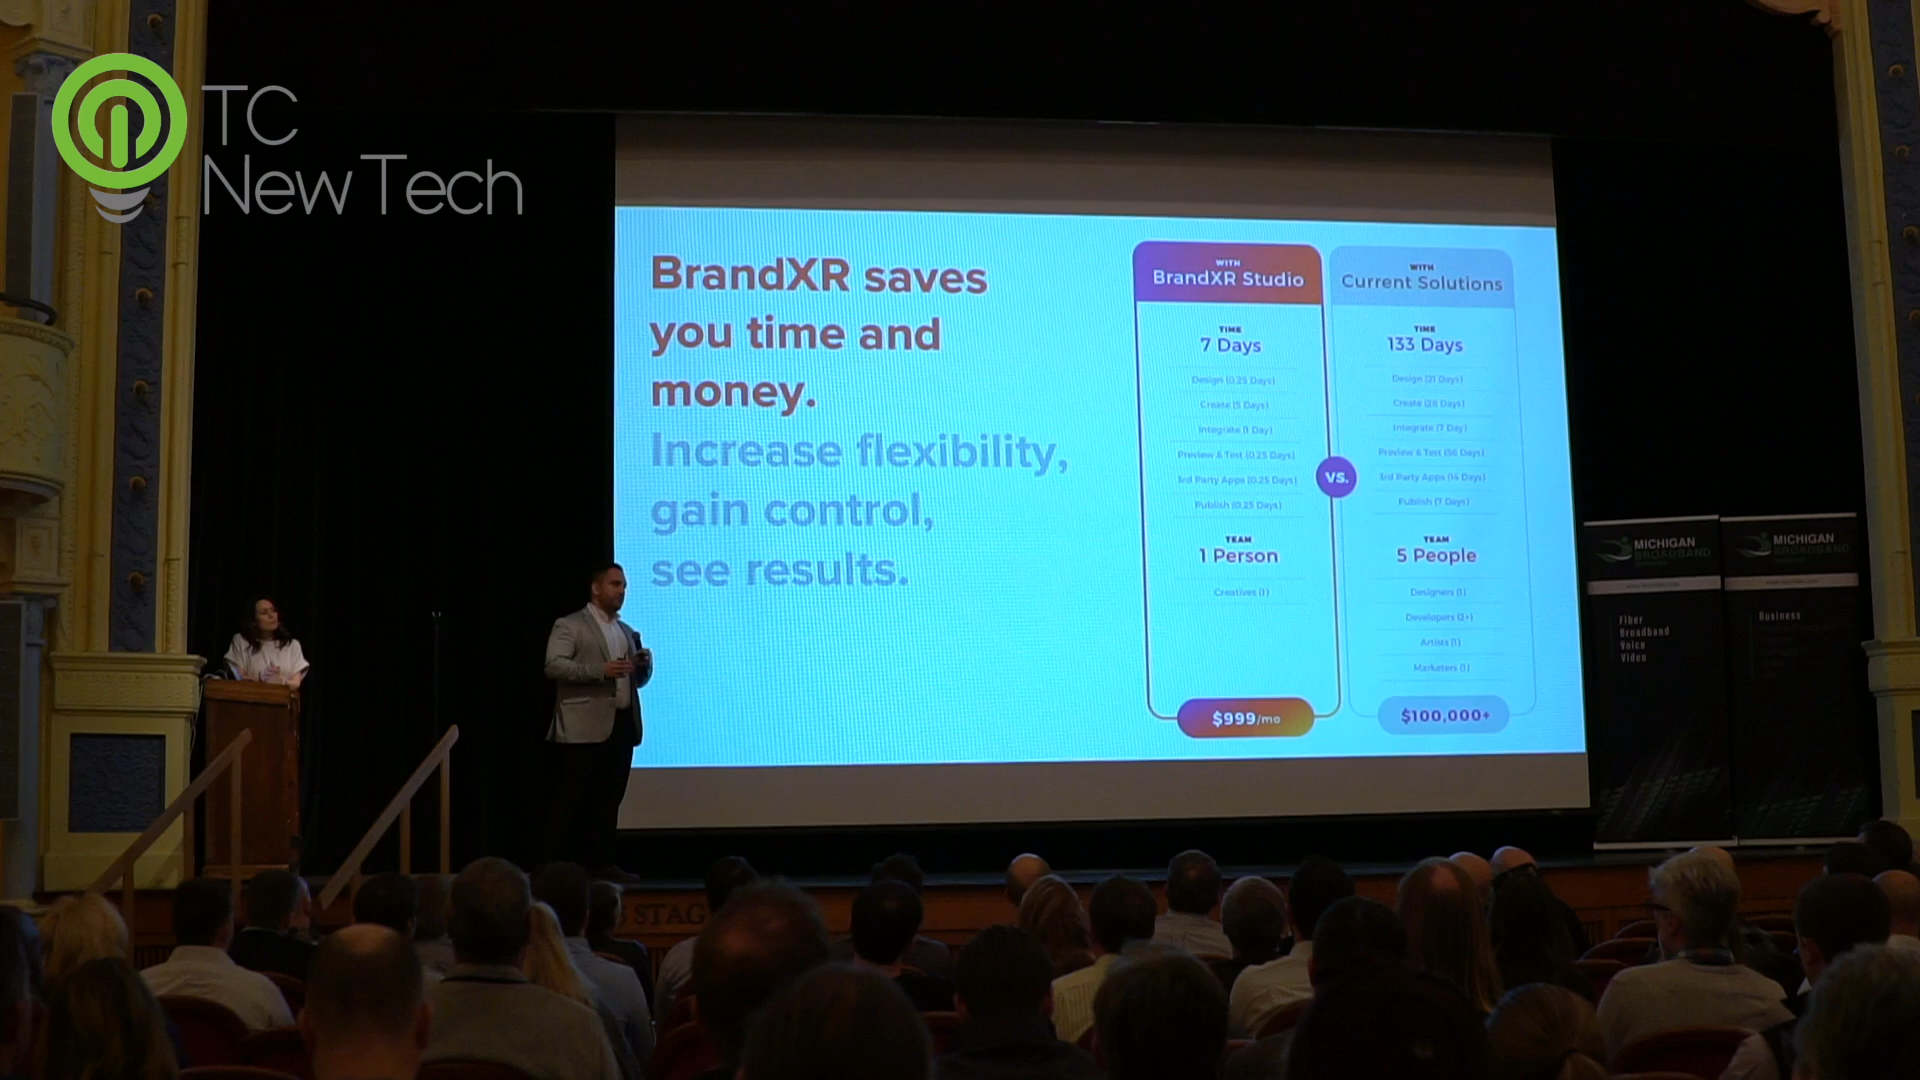 TC
New Tech
BrandXR saves
you time and
money.
Increase flexibility,
gain control,
see results.
WITH
BrandXR Studio
TIME
7 Days
Design (0.25 Days)
Create (5 Days)
Integrate (1 Day)
Preview & Test (0.25 Days)
3rd Party Apps (0.25 Days)
Publish (0.25 Days)
TEAM
1 Person
Creatives (1)
$999/mo
VS.
WITH
Current Solutions
TIME
133 Days
Design (21 Days)
Create (28 Days)
Integrate (7 Day)
Preview & Test (56 Days)
3rd Party Apps (14 Days)
Publish (7 Days)
TEAM
5 People
Designers (1)
Developers (2+)
Artists (1)
Marketers (1)
$100,000+
MICHIGAN
BROADBAND
Fiber
Broadband
Voice
Video
MICHIGAN
BROADBAND
Business
STAG